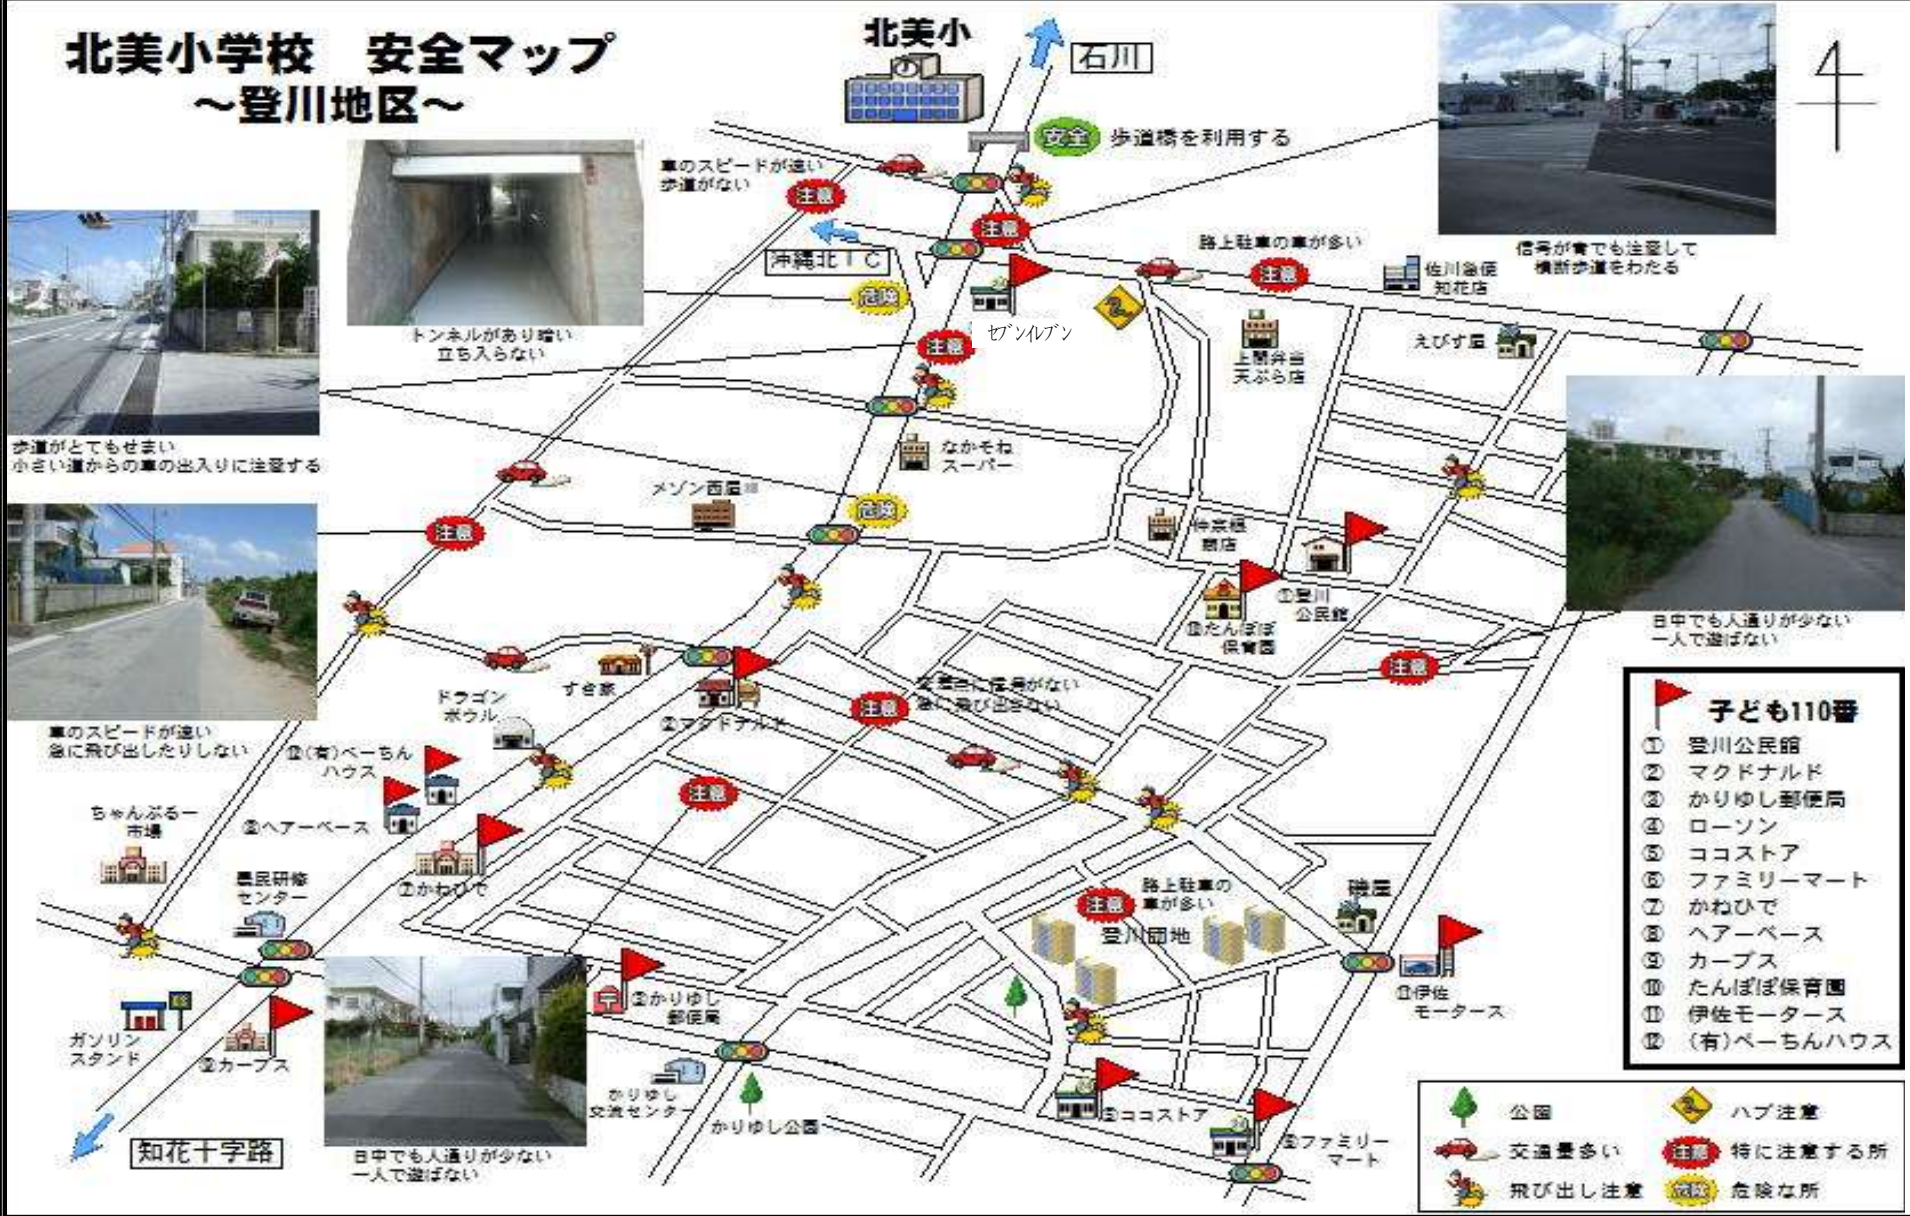 北美小学校 安全マップ
～登川地区～
北美小
石川
安全 歩道橋を利用する
車のスピードが速い
歩道がない
注意
注意
沖縄北IC
危険
トンネルがあり暗い
立ち入らない
路上駐車の車が多い
注意
佐川急便
知花店
信号が青でも注意して
横断歩道をわたる
セブンイレブン
注意
上間弁当
天ぷら店
えびす屋
歩道がとてもせまい
小さい道からの車の出入りに注意する
なかそね
スーパー
メゾン西屋
危険
注意
仲宗根
商店
①登川
公民館
⑩たんぽぽ
保育園
日中でも人通りが少ない
一人で遊ばない
注意
すき家
ドラゴン
ボウル
②マクドナルド
注意
交差点に信号がない
急に飛び出さない
車のスピードが速い
急に飛び出したりしない
⑫(有)ぺーちん
ハウス
注意
ちゃんぷるー
市場
⑧ヘアーベース
⑦かねひで
農民研修
センター
注意
路上駐車の
車が多い
登川団地
磯屋
⑪伊佐
モータース
③かりゆし
郵便局
ガソリン
スタンド
⑨カーブス
かりゆし
交流センター
かりゆし公園
⑤ココストア
⑥ファミリー
マート
知花十字路
日中でも人通りが少ない
一人で遊ばない
子ども110番
① 登川公民館
② マクドナルド
③ かりゆし郵便局
④ ローソン
⑤ ココストア
⑥ ファミリーマート
⑦ かねひで
⑧ ヘアーベース
⑨ カーブス
⑩ たんぽぽ保育園
⑪ 伊佐モータース
⑫ (有)ぺーちんハウス
公園
ハブ注意
交通量多い
注意 特に注意する所
飛び出し注意
危険 危険な所